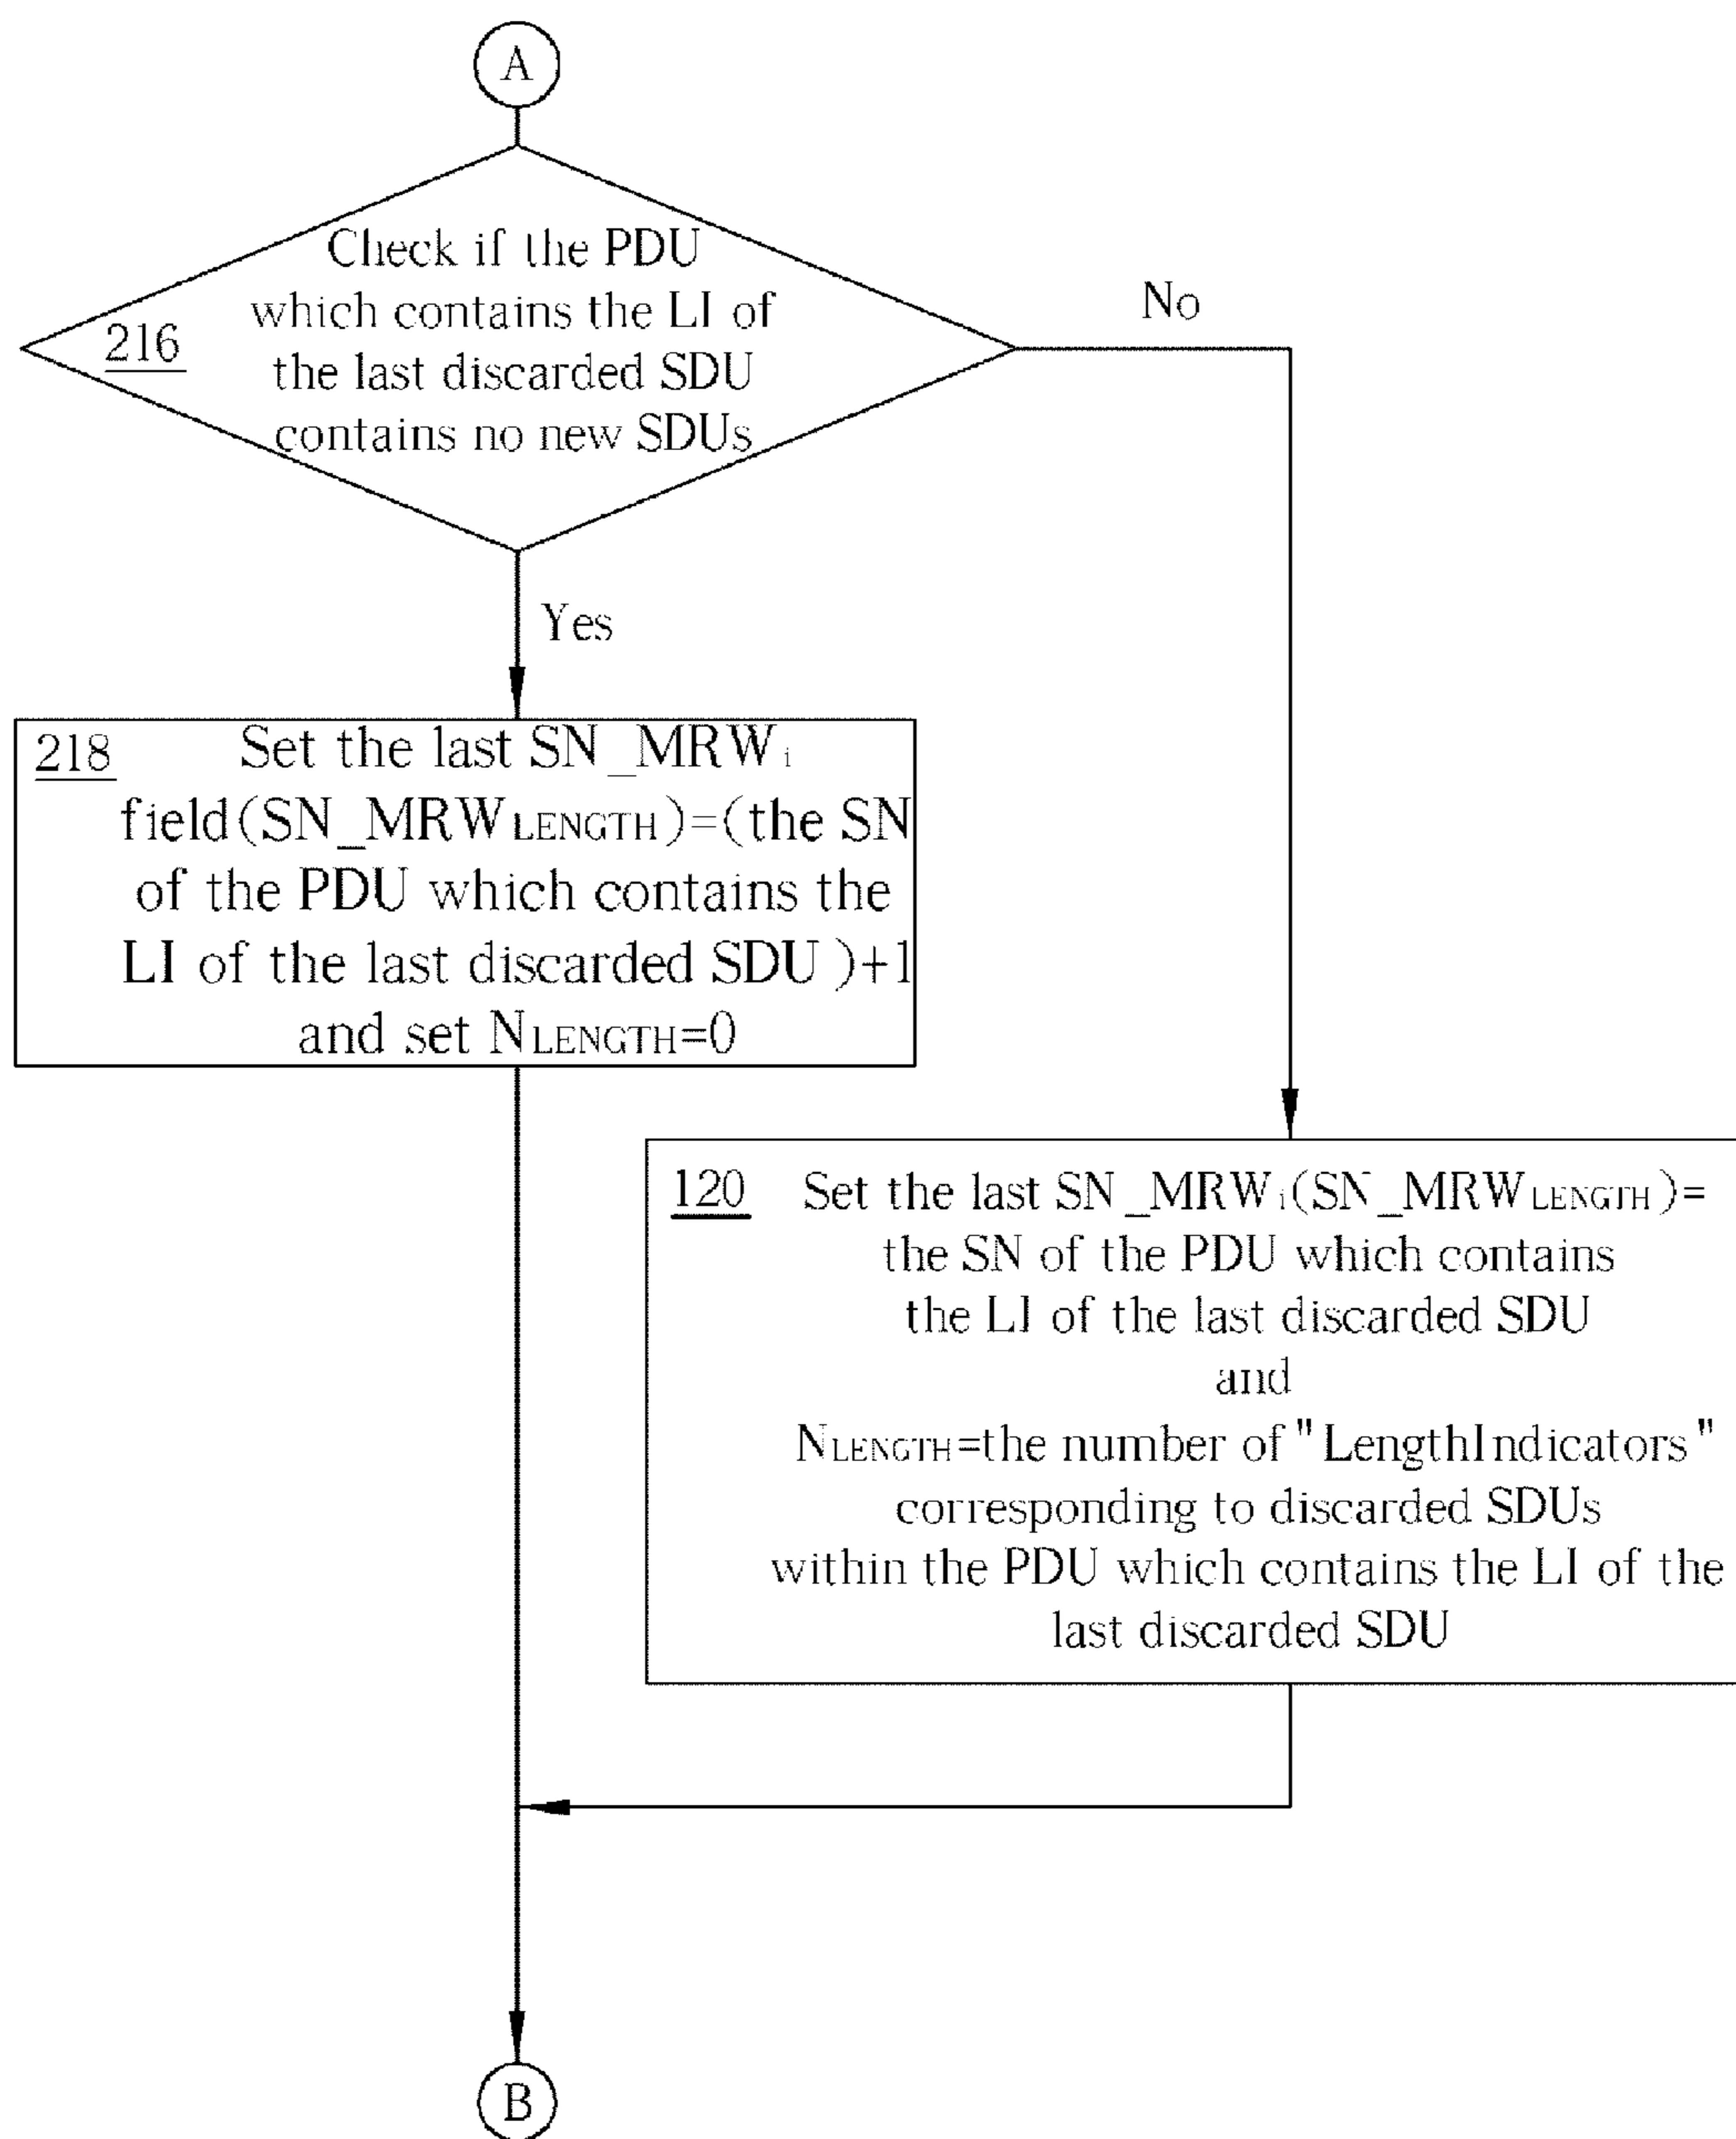 A
Check if the PDU
which contains the LI of
216
the last discarded SDU
contains no new SDUs
No
Yes
218 Set the last SN_MRWi
field(SN_MRWLENGTH)=(the SN
of the PDU which contains the
LI of the last discarded SDU )+1
and set NLENGTH=0
120 Set the last SN_MRWi(SN_MRWLENGTH)=
the SN of the PDU which contains
the LI of the last discarded SDU
and
NLENGTH=the number of "LengthIndicators"
corresponding to discarded SDUs
within the PDU which contains the LI of the
last discarded SDU
B